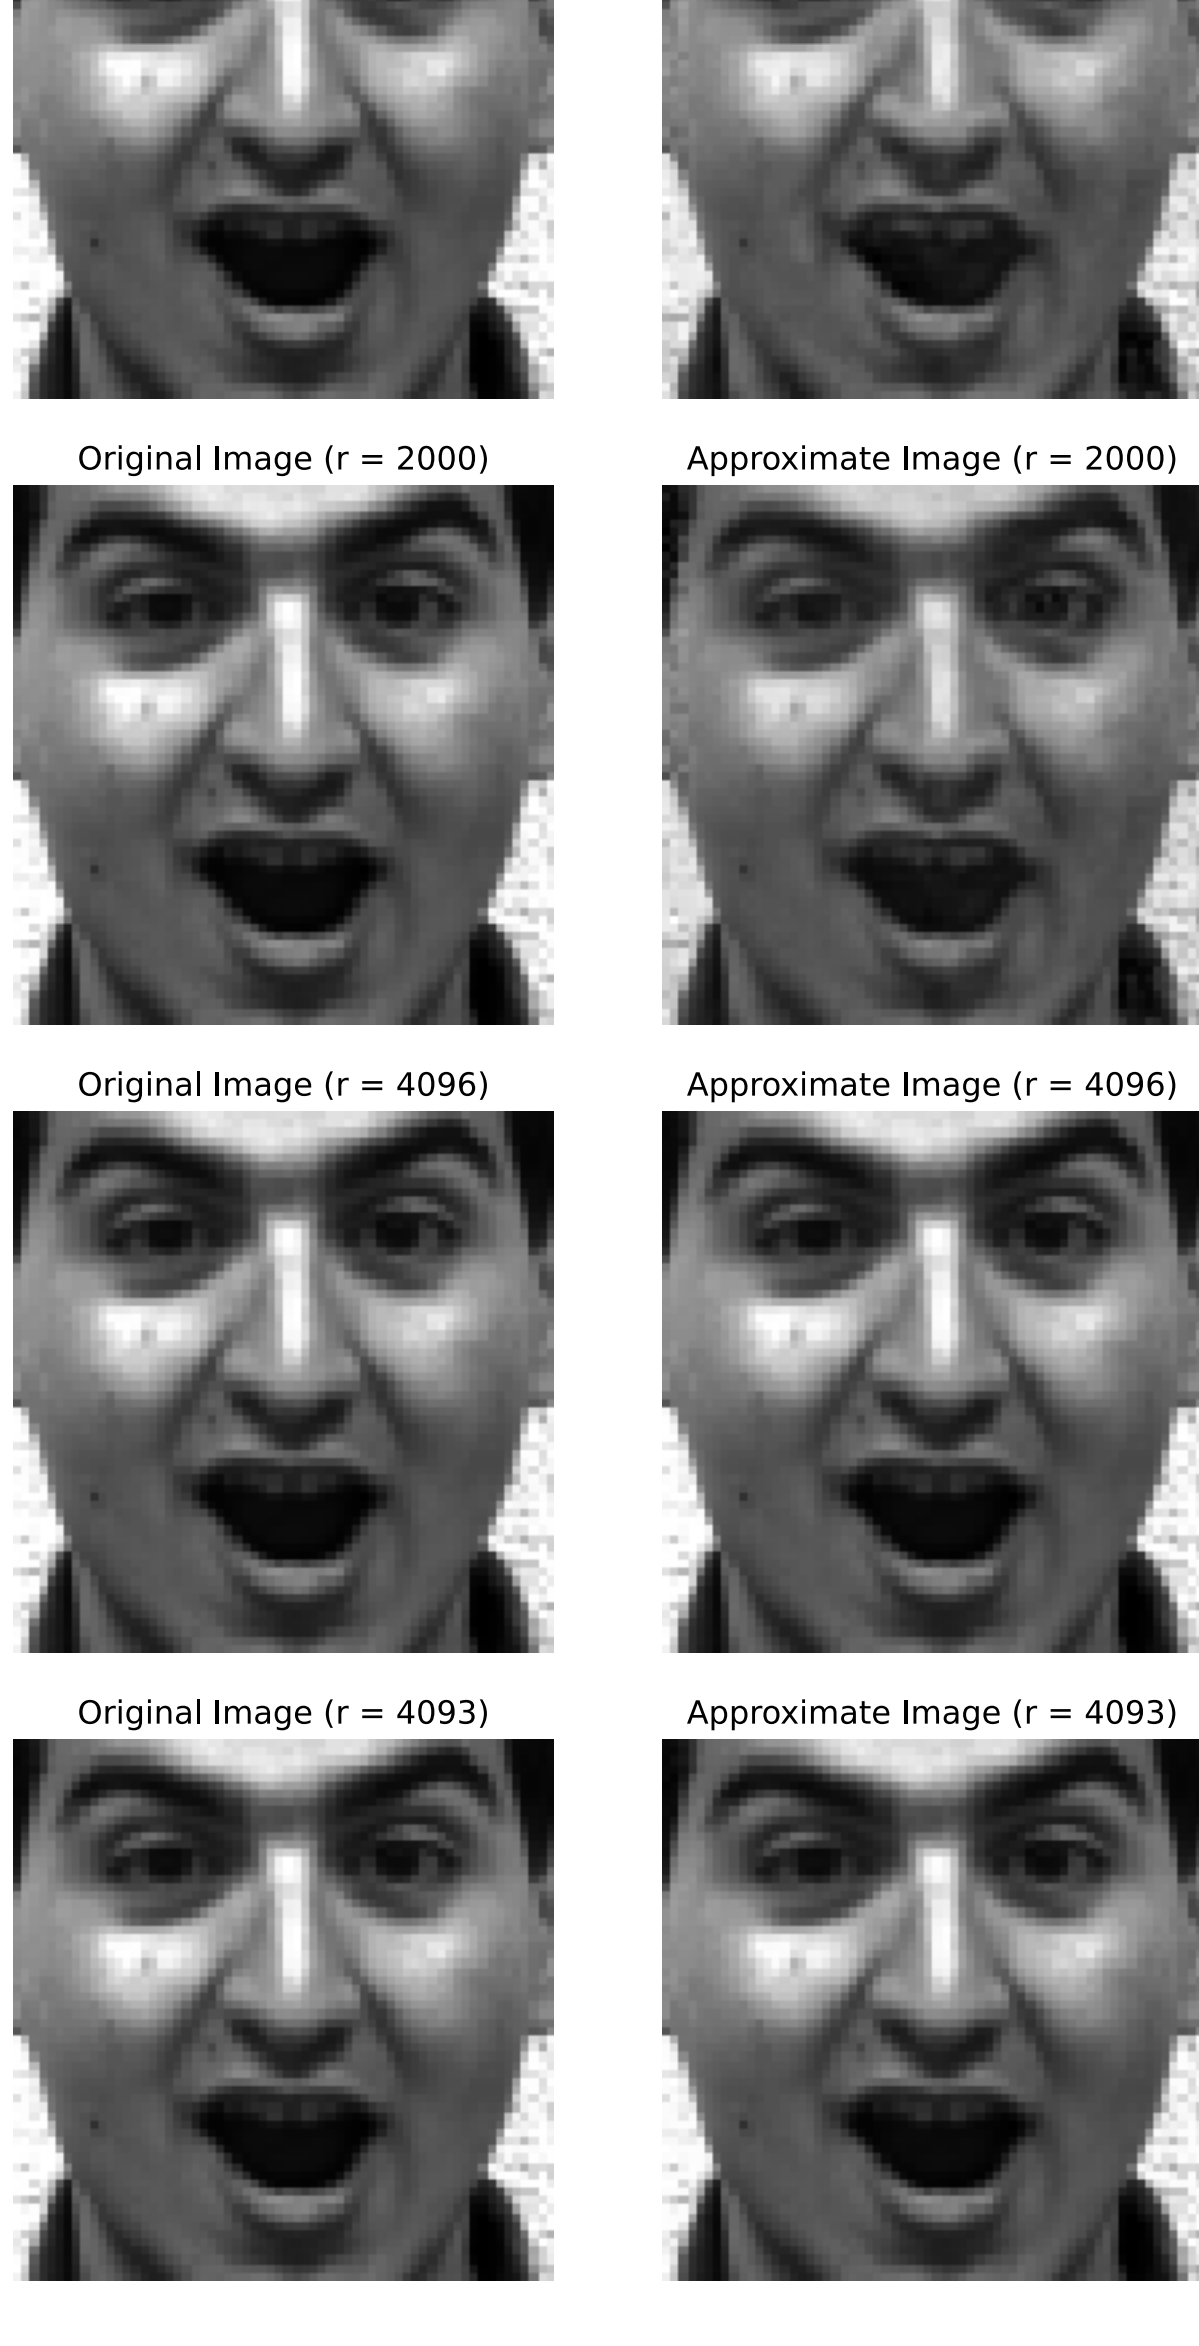 Original Image (r = 2000)
Approximate Image (r = 2000)
Original Image (r = 4096)
Approximate Image (r = 4096)
Original Image (r = 4093)
Approximate Image (r = 4093)